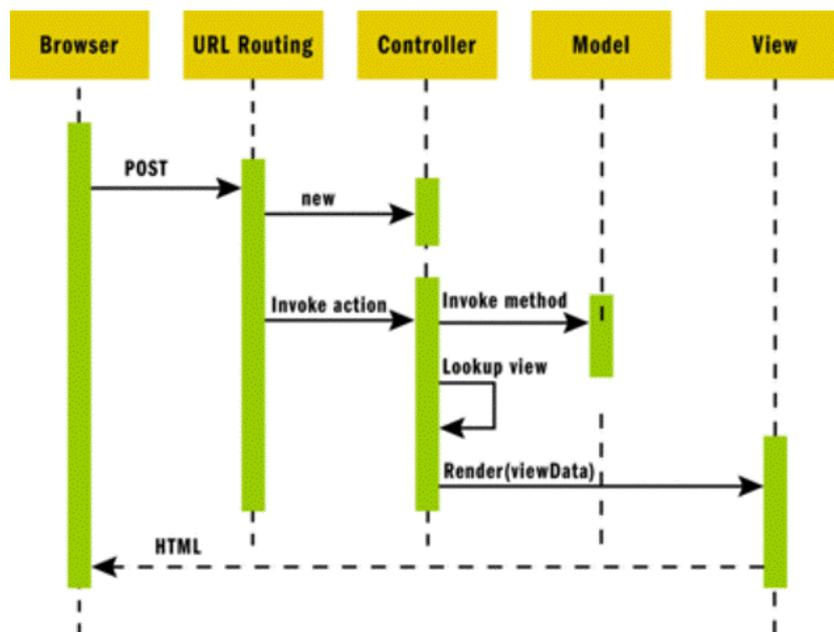 Browser
URL Routing
Controller
Model
View
POST
new
Invoke action
Invoke method
Lookup view
Render(viewData)
HTML